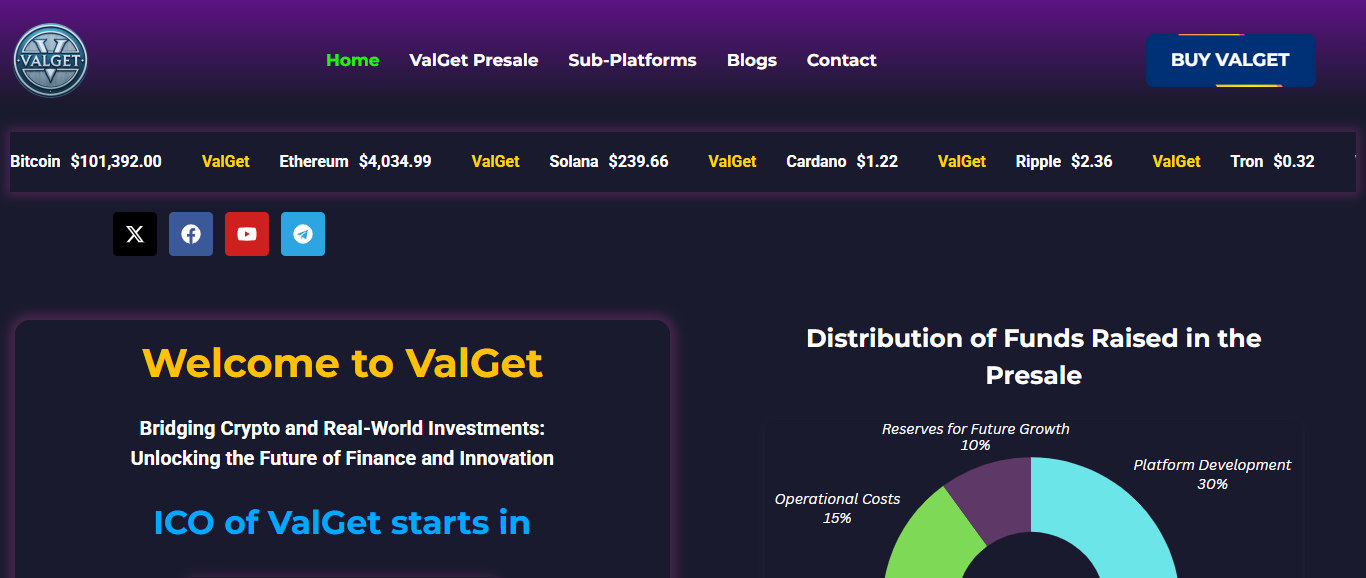 VALGET
Home ValGet Presale Sub-Platforms Blogs Contact
BUY VALGET
Bitcoin $101,392.00 ValGet Ethereum $4,034.99 ValGet Solana $239.66 ValGet Cardano $1.22 ValGet Ripple $2.36 ValGet Tron $0.32
Welcome to ValGet
Bridging Crypto and Real-World Investments:
Unlocking the Future of Finance and Innovation
ICO of ValGet starts in
Distribution of Funds Raised in the
Presale
Reserves for Future Growth
10%
Platform Development
30%
Operational Costs
15%